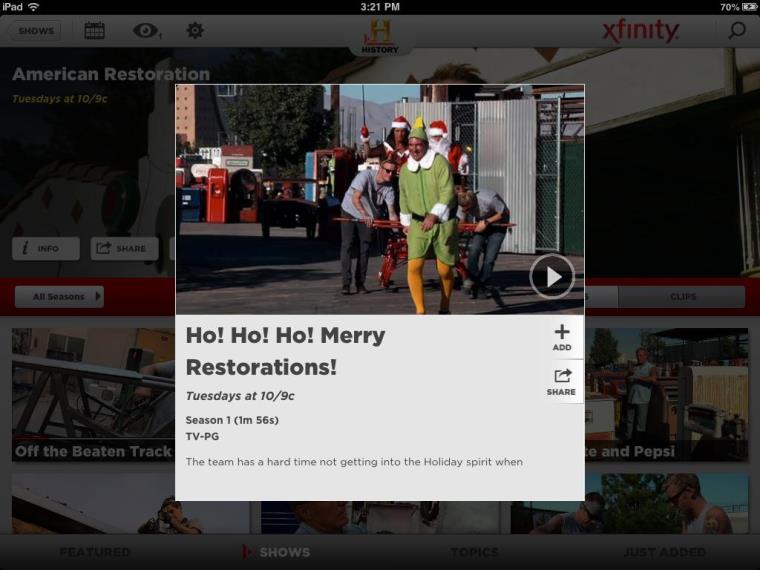 iPad 3:21 PM 70%
SHOWS 1 HISTORY xfinity
American Restoration
Tuesdays at 10/9c
i INFO SHARE
All Seasons CLIPS
Ho! Ho! Ho! Merry
Restorations!
ADD
Tuesdays at 10/9c
SHARE
Season 1 (1m 56s)
TV-PG
The team has a hard time not getting into the Holiday spirit when
Off the Beaten Track
and Pepsi
FEATURED SHOWS TOPICS JUST ADDED